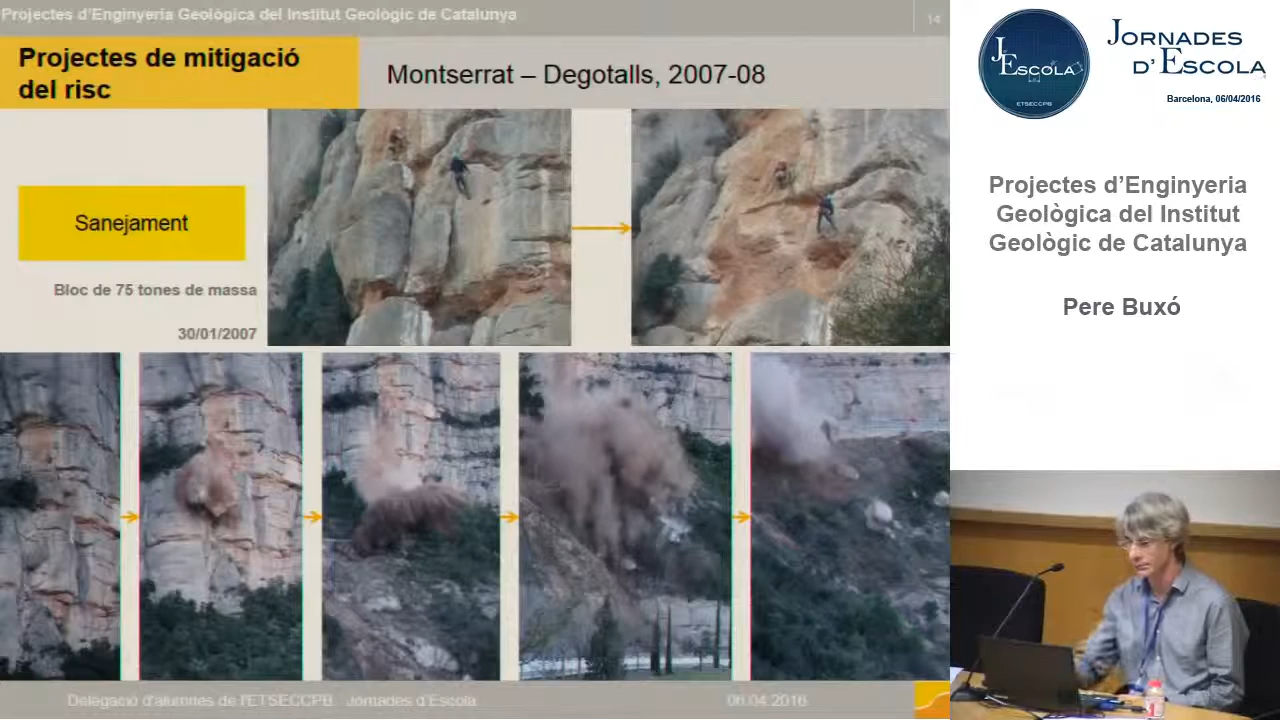 Projectes d'Enginyeria Geològica del Institut Geològic de Catalunya
14
Projectes de mitigació
del risc
Montserrat – Degotalls, 2007-08
Sanejament
Bloc de 75 tones de massa
30/01/2007
Delegació d'alumnes de l'ETSECCPB. Jornades d'Escola
06.04.2016
JESCOLA
ETSECCPB
JORNADES
D'ESCOLA
Barcelona, 06/04/2016
Projectes d'Enginyeria
Geològica del Institut
Geològic de Catalunya
Pere Buxó